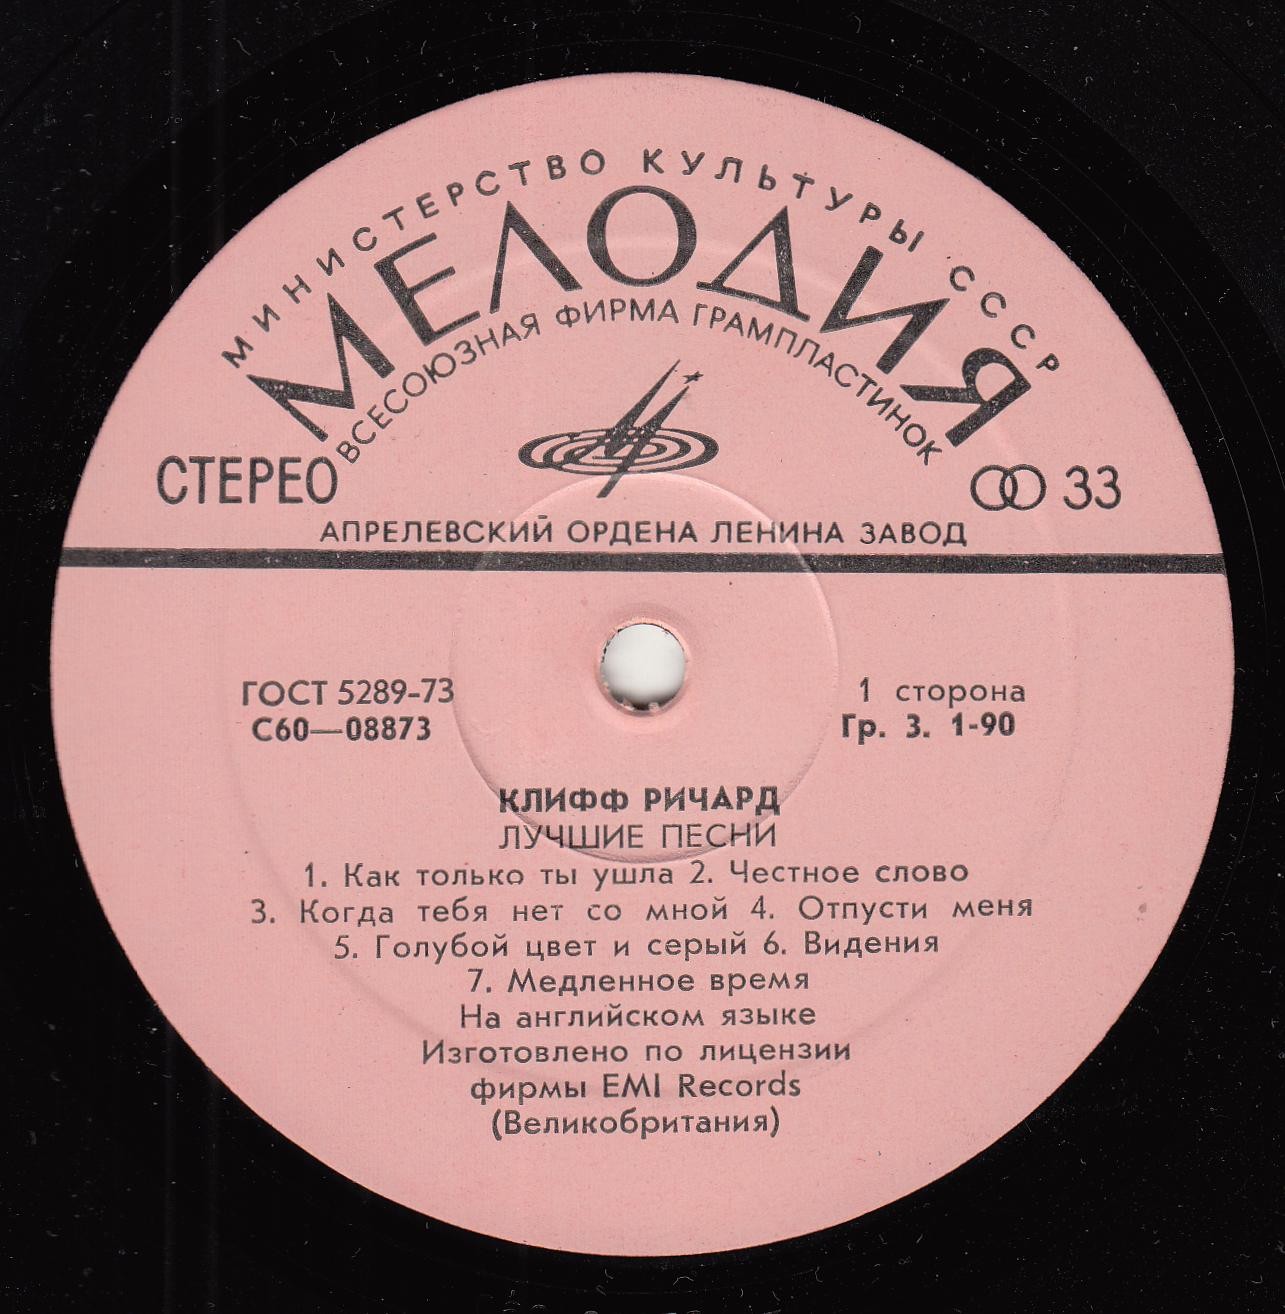 МИНИСТЕРСТВО КУЛЬТУРЫ СССР
МЕЛОДИЯ
ВСЕСОЮЗНАЯ ФИРМА ГРАМПЛАСТИНОК
СТЕРЕО
33
АПРЕЛЕВСКИЙ ОРДЕНА ЛЕНИНА ЗАВОД
ГОСТ 5289-73
С60—08873
1 сторона
Гр. 3. 1-90
КЛИФФ РИЧАРД
ЛУЧШИЕ ПЕСНИ
1. Как только ты ушла 2. Честное слово
3. Когда тебя нет со мной 4. Отпусти меня
5. Голубой цвет и серый 6. Видения
7. Медленное время
На английском языке
Изготовлено по лицензии
фирмы EMI Records
(Великобритания)